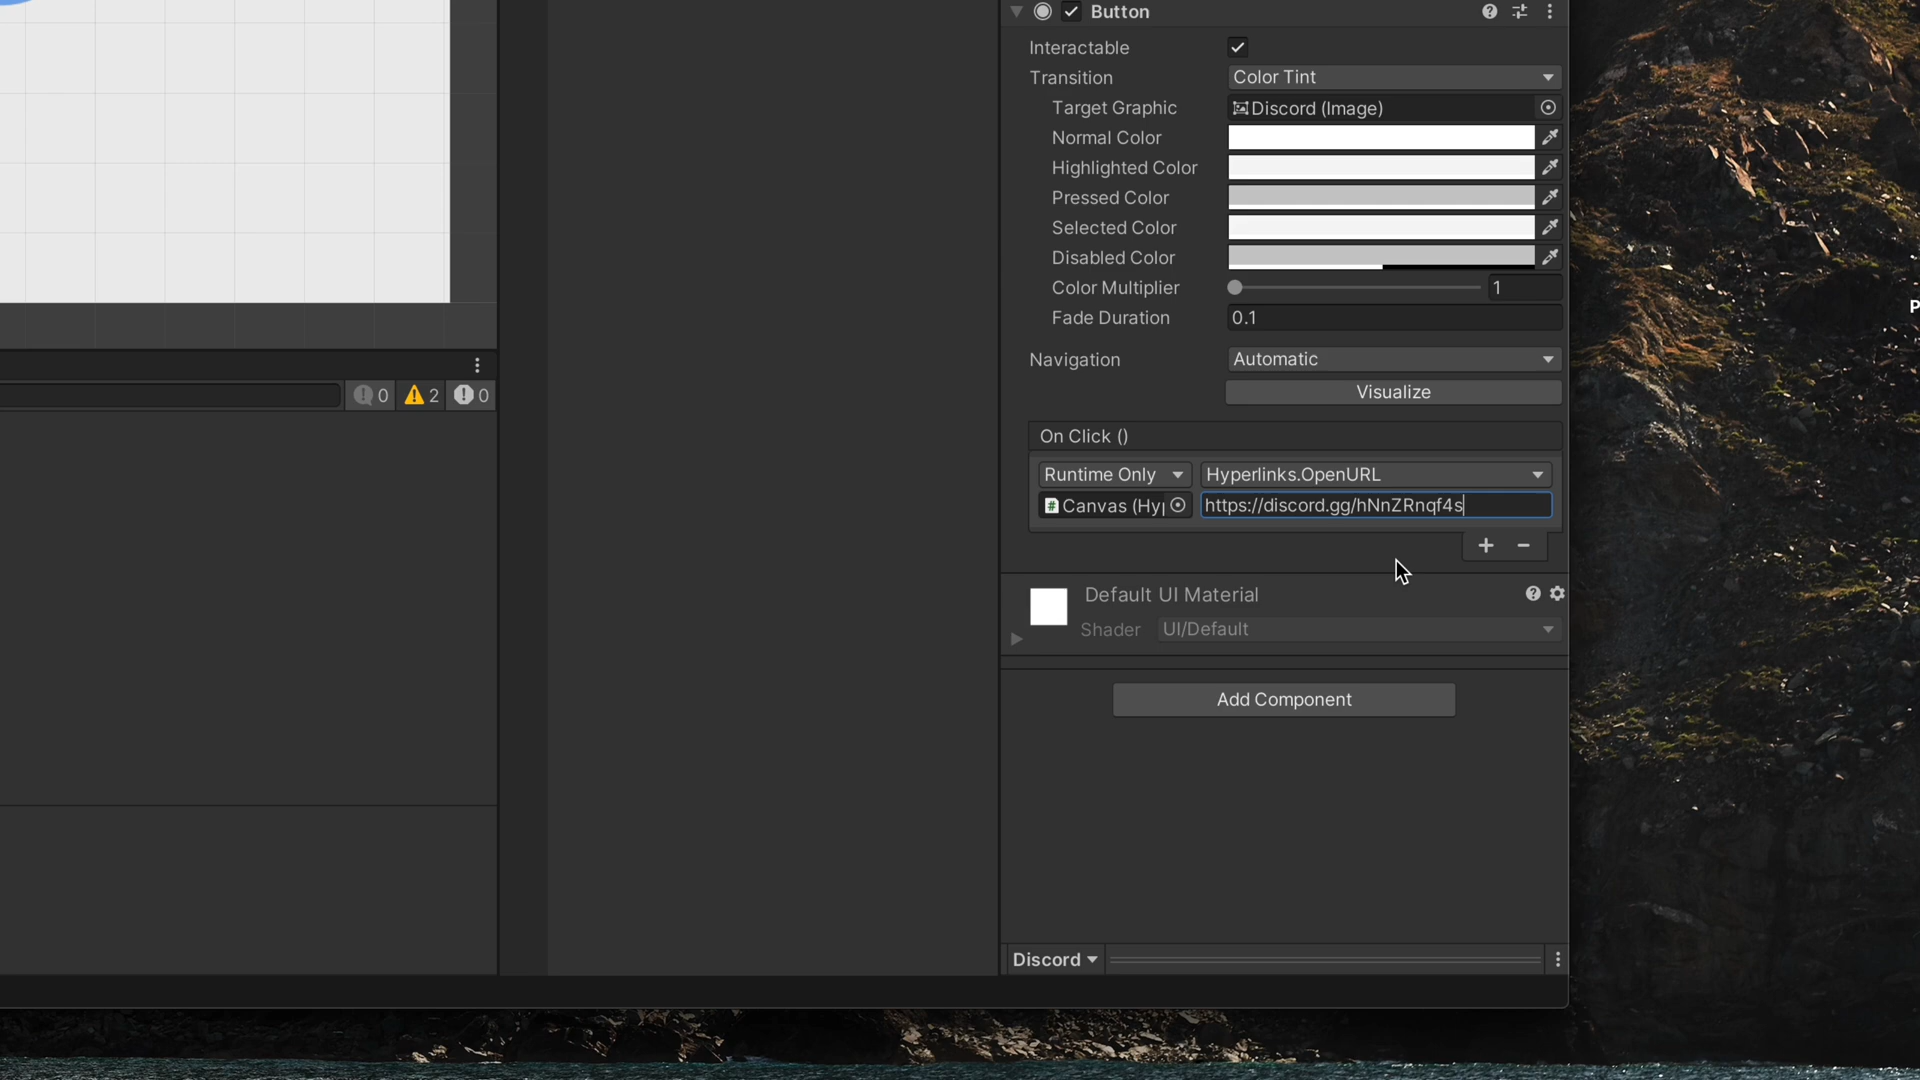 Button
Interactable
Transition Color Tint
Target Graphic Discord (Image)
Normal Color
Highlighted Color
Pressed Color
Selected Color
Disabled Color
Color Multiplier 1
Fade Duration 0.1
Navigation Automatic
Visualize
0 2 0
On Click ()
Runtime Only Hyperlinks.OpenURL
# Canvas (Hyp https://discord.gg/hNnZRnqf4s
+ −
Default UI Material
Shader UI/Default
Add Component
Discord
P